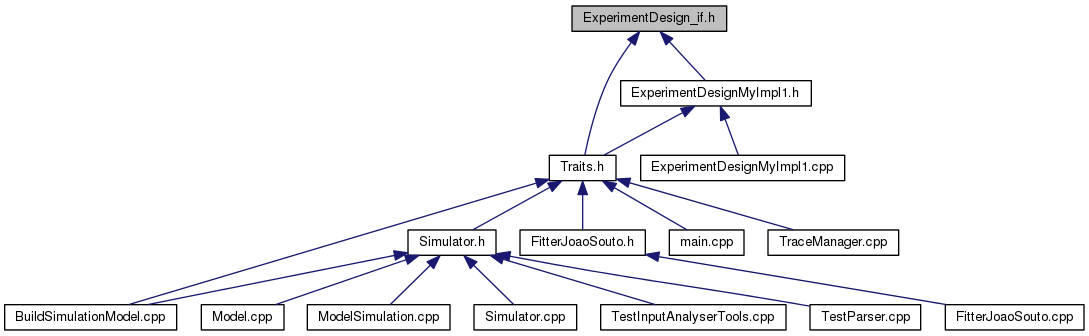 ExperimentDesign_if.h
ExperimentDesignMyImpl1.h
Traits.h
ExperimentDesignMyImpl1.cpp
Simulator.h
FitterJoaoSouto.h
main.cpp
TraceManager.cpp
BuildSimulationModel.cpp
Model.cpp
ModelSimulation.cpp
Simulator.cpp
TestInputAnalyserTools.cpp
TestParser.cpp
FitterJoaoSouto.cpp